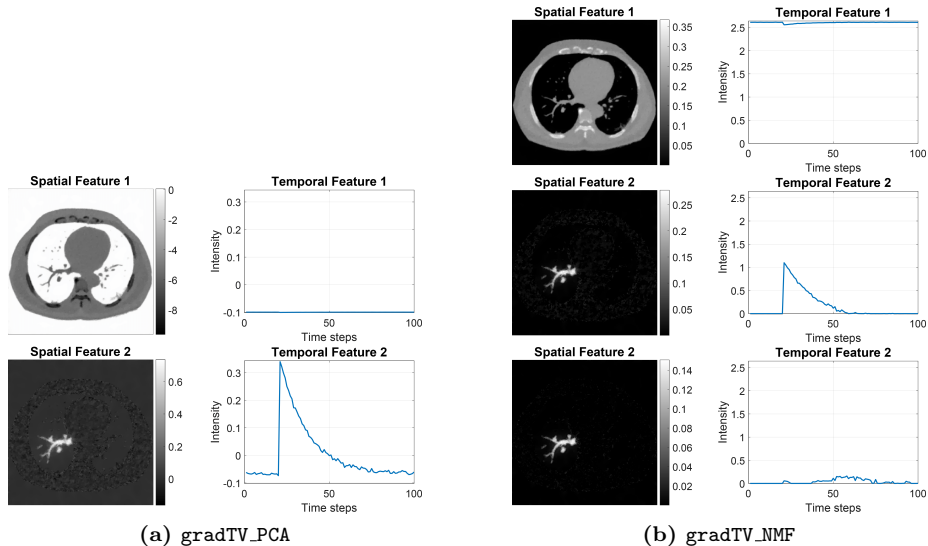 Spatial Feature 1
0
-2
-4
-6
-8
Temporal Feature 1
Intensity
0.3
0.2
0.1
0
-0.1
0 50 100
Time steps
Spatial Feature 2
0.6
0.4
0.2
0
Temporal Feature 2
Intensity
0.3
0.2
0.1
0
-0.1
0 50 100
Time steps
(a) gradTV_PCA
Spatial Feature 1
0.35
0.3
0.25
0.2
0.15
0.1
0.05
Temporal Feature 1
Intensity
2.5
2
1.5
1
0.5
0
0 50 100
Time steps
Spatial Feature 2
0.25
0.2
0.15
0.1
0.05
Temporal Feature 2
Intensity
2.5
2
1.5
1
0.5
0
0 50 100
Time steps
Spatial Feature 2
0.14
0.12
0.1
0.08
0.06
0.04
0.02
Temporal Feature 2
Intensity
2.5
2
1.5
1
0.5
0
0 50 100
Time steps
(b) gradTV_NMF